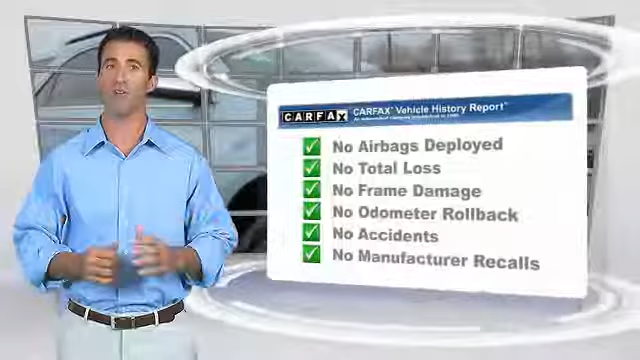 CARFAX
CARFAX Vehicle History Report™
No Airbags Deployed
No Total Loss
No Frame Damage
No Odometer Rollback
No Accidents
No Manufacturer Recalls